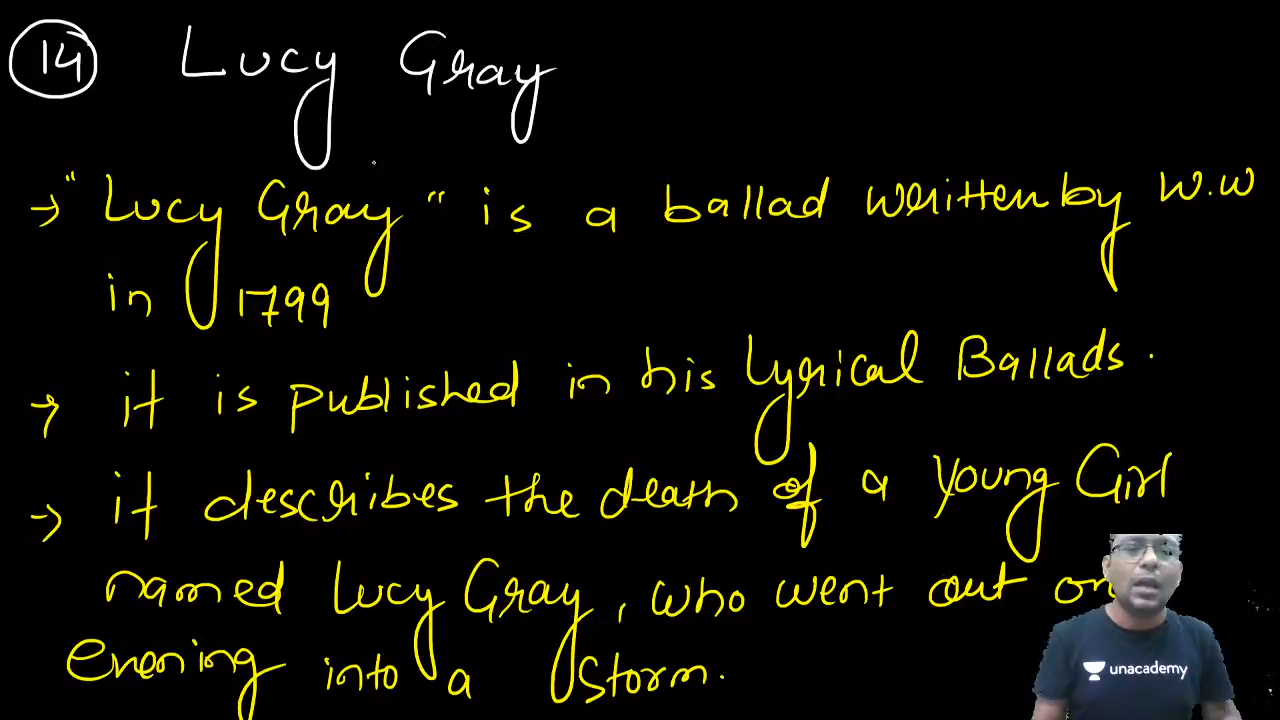 14 Lucy Gray
→ "Lucy Gray" is a ballad written by W.W
in 1799
→ it is published in his Lyrical Ballads.
→ it describes the death of a young Girl
named Lucy Gray, who went out on
evening into a storm.
unacademy